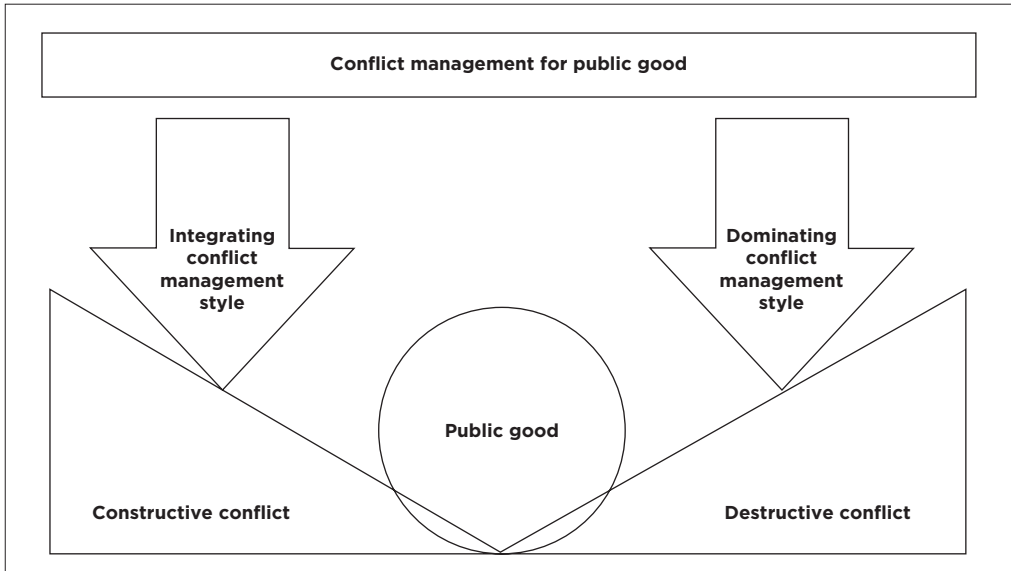 Conflict management for public good
Integrating
conflict
management
style
Dominating
conflict
management
style
Public good
Constructive conflict
Destructive conflict